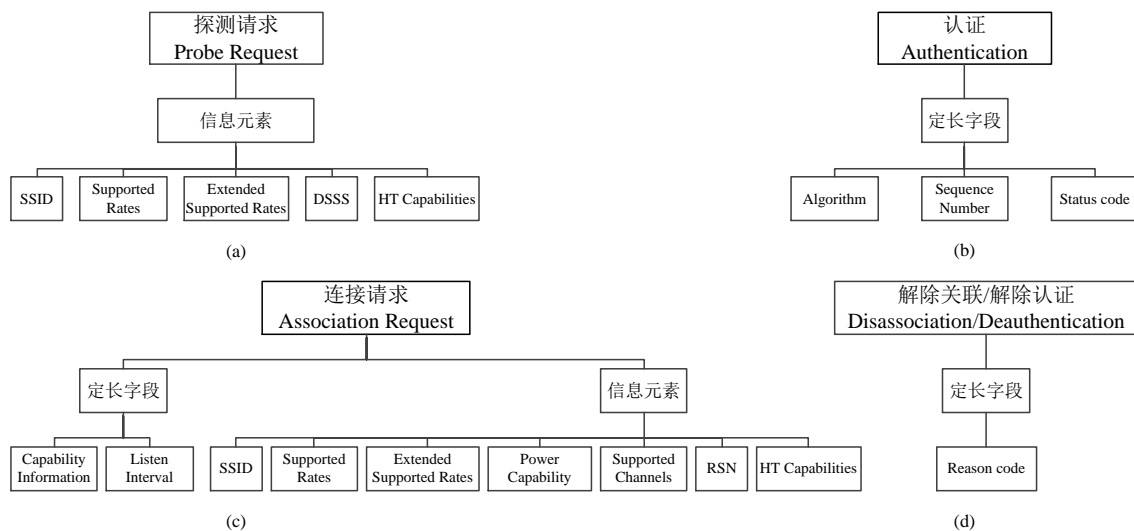 探测请求
Probe Request
信息元素
SSID
Supported
Rates
Extended
Supported Rates
DSSS
HT Capabilities
(a)
认证
Authentication
定长字段
Algorithm
Sequence
Number
Status code
(b)
连接请求
Association Request
定长字段
信息元素
Capability
Information
Listen
Interval
SSID
Supported
Rates
Extended
Supported Rates
Power
Capability
Supported
Channels
RSN
HT Capabilities
(c)
解除关联/解除认证
Disassociation/Deauthentication
定长字段
Reason code
(d)